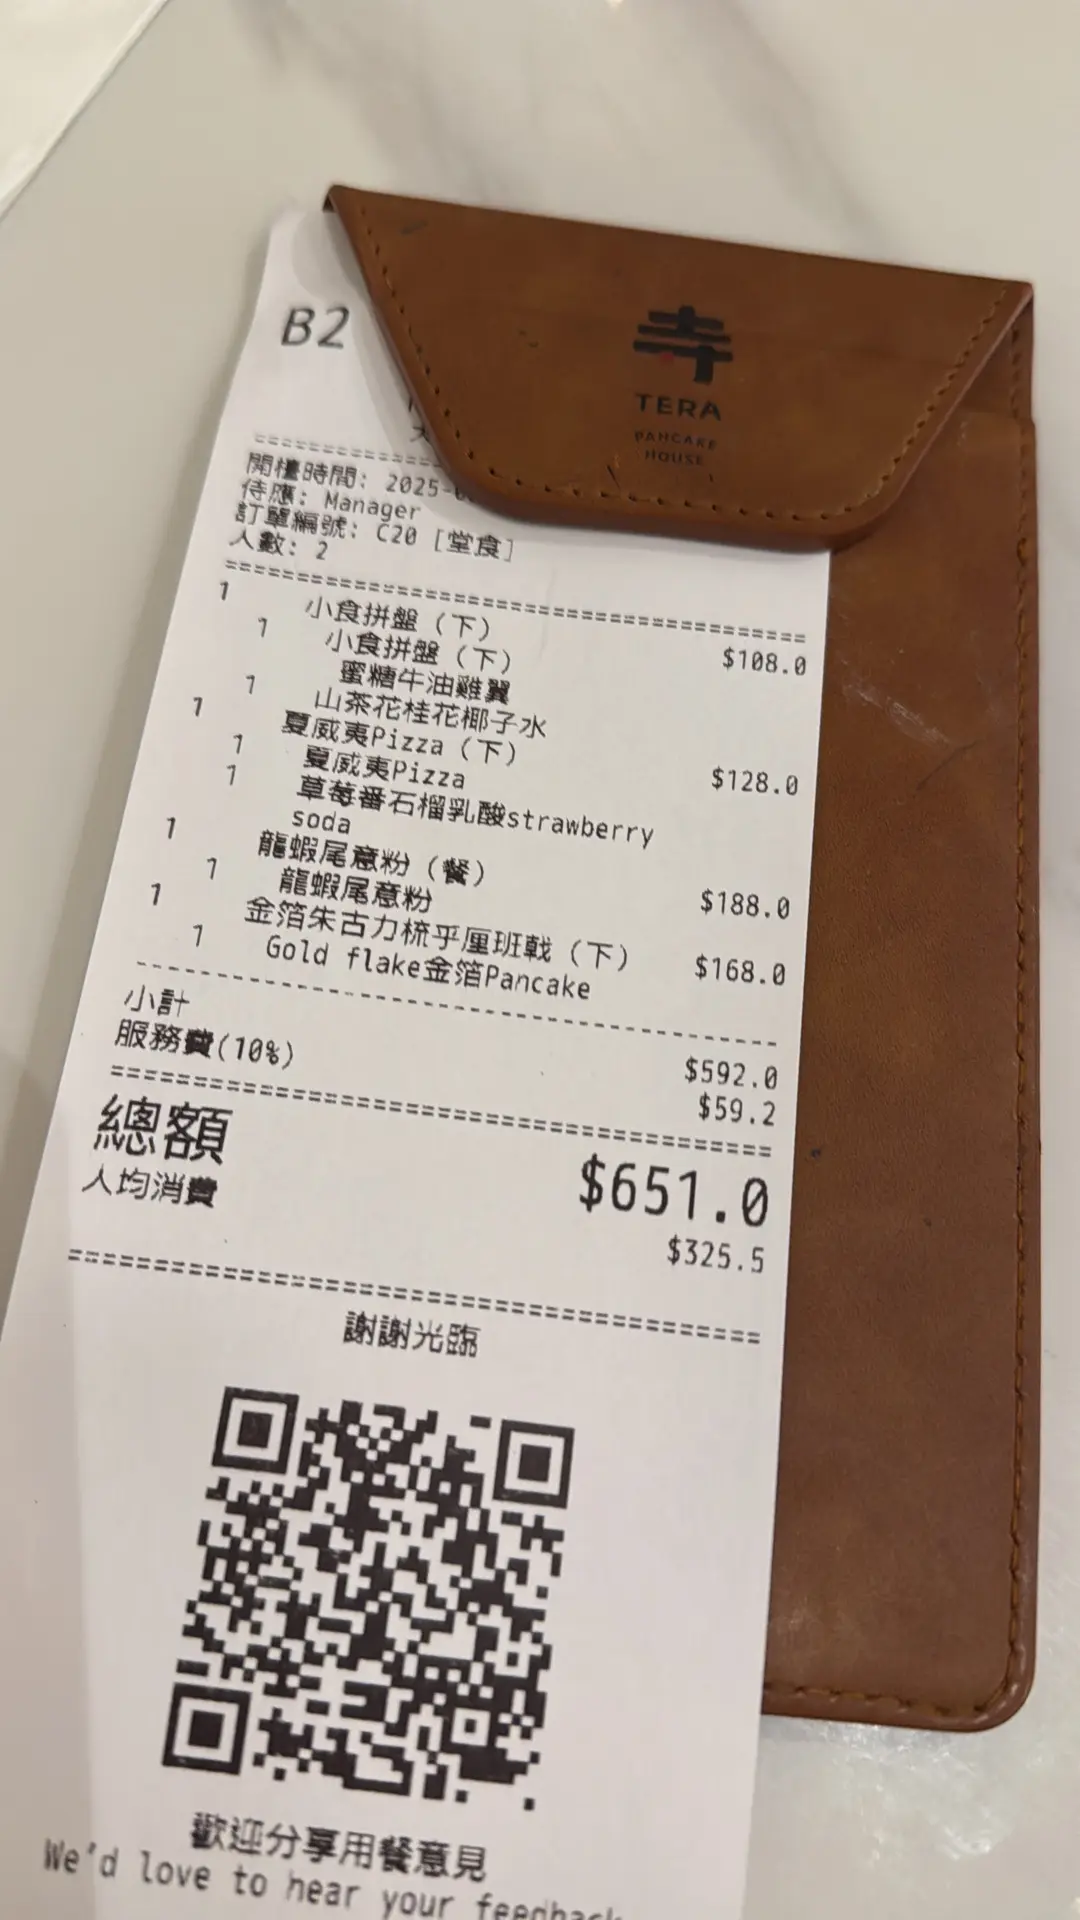 寺
TERA
PANCAKE
HOUSE
B2
開檯時間: 2025-0
侍應: Manager
訂單編號: C20 [堂食]
人數: 2
1 小食拼盤 (下) $108.0
1 小食拼盤 (下)
蜜糖牛油雞翼
1 山茶花桂花椰子水
1 夏威夷Pizza (下) $128.0
1 夏威夷Pizza
1 草莓番石榴乳酸strawberry
soda
1 龍蝦尾意粉 (餐) $188.0
1 龍蝦尾意粉
1 金箔朱古力梳乎厘班戟 (下) $168.0
1 Gold flake金箔Pancake
小計 $592.0
服務費(10%) $59.2
總額 $651.0
人均消費 $325.5
謝謝光臨
歡迎分享用餐意見
We'd love to hear your feedback